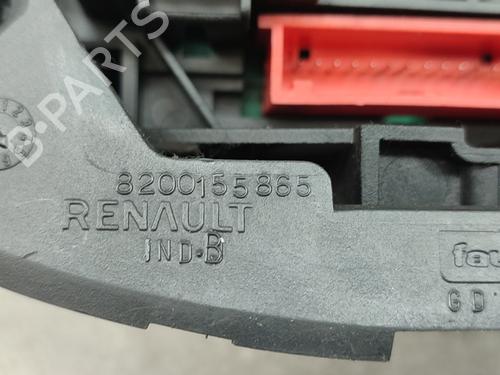 B-PARTS
8200155865
RENAULT
IND-B
GD